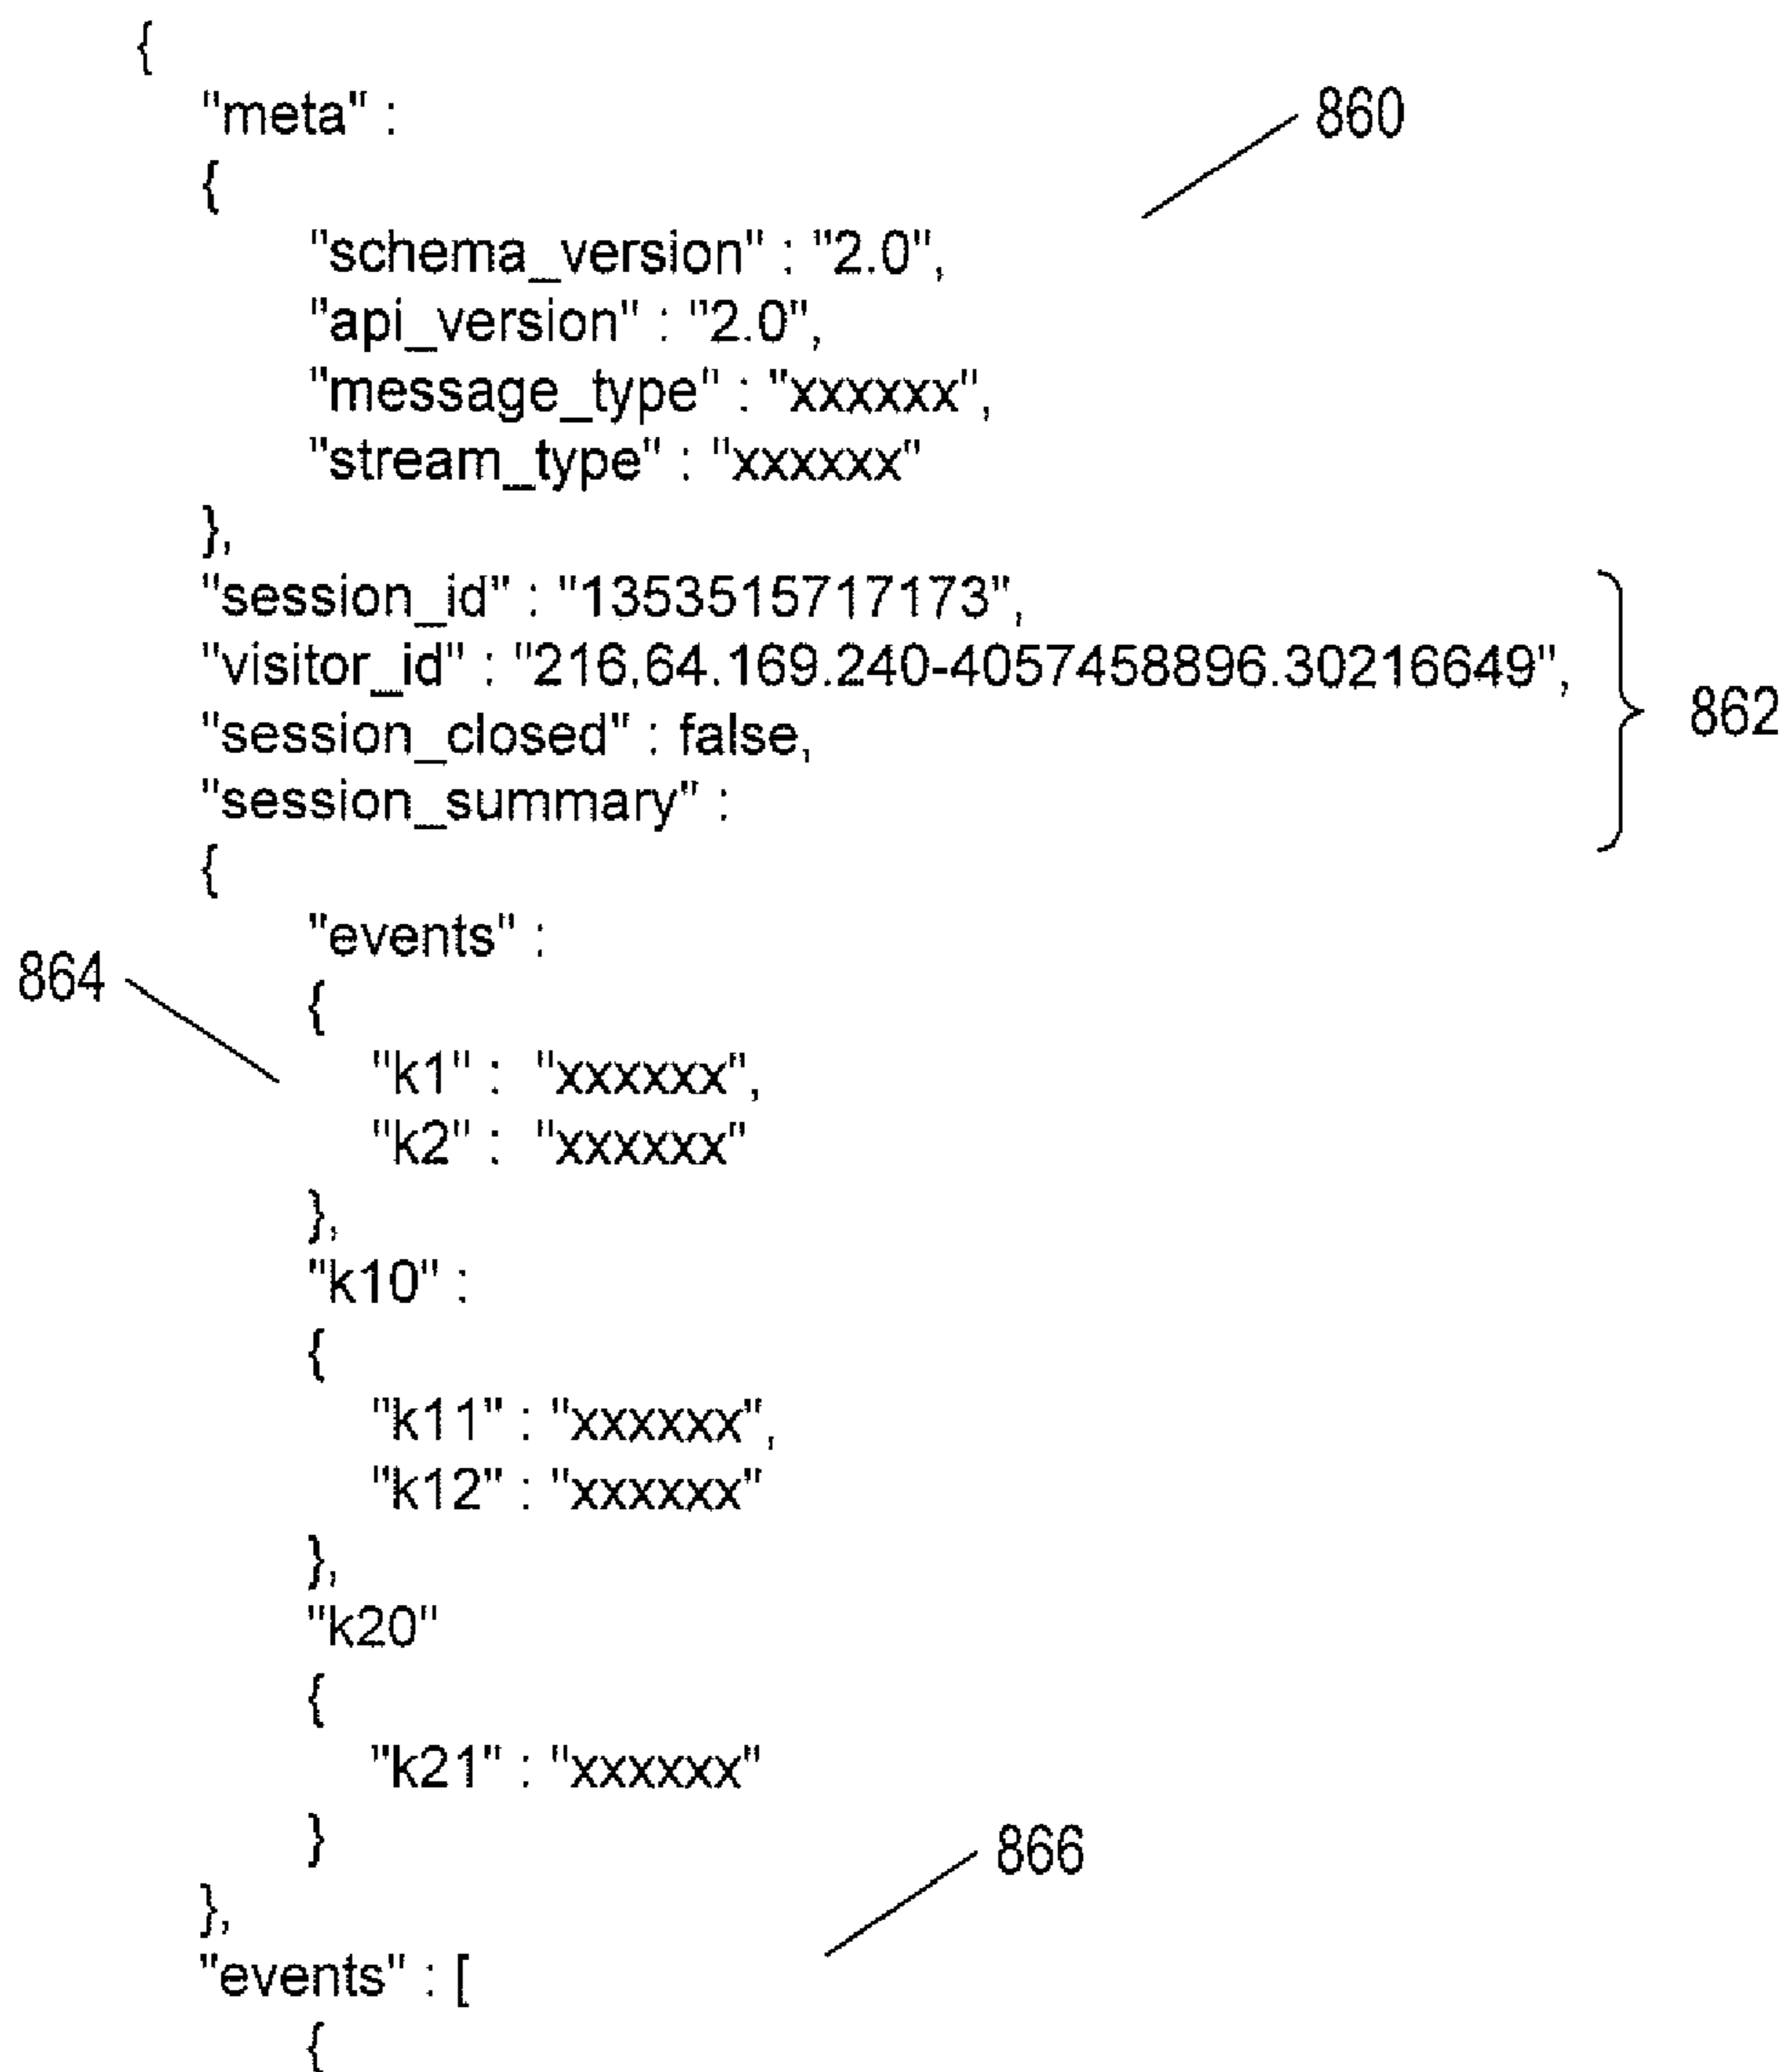 {
"meta" :
860
{
"schema_version" : "2.0",
"api_version" : "2.0",
"message_type" : "xxxxxx",
"stream_type" : "xxxxxx"
},
"session_id" : "1353515717173",
"visitor_id" : "216.64.169.240-4057458896.30216649",
862
"session_closed" : false,
"session_summary" :
{
"events" :
864
{
"k1" : "xxxxxx",
"k2" : "xxxxxx"
},
"k10" :
{
"k11" : "xxxxxx",
"k12" : "xxxxxx"
},
"k20"
{
"k21" : "xxxxxx"
}
866
},
"events" : [
{